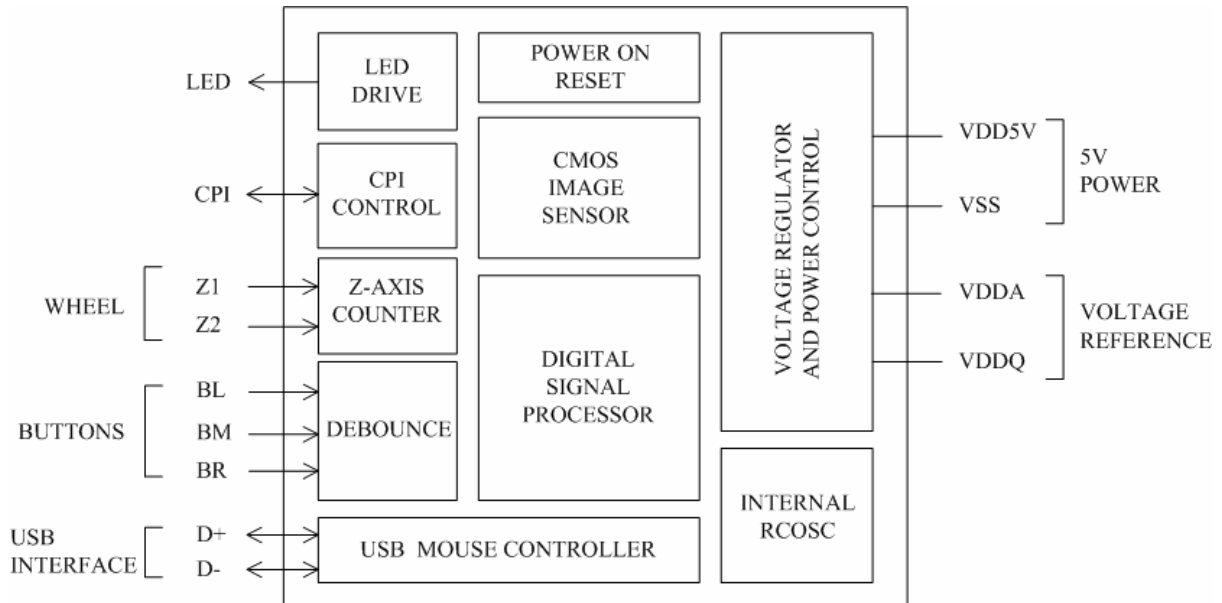 LED
CPI
WHEEL
Z1
Z2
BUTTONS
BL
BM
BR
USB
INTERFACE
D+
D-
LED
DRIVE
CPI
CONTROL
Z-AXIS
COUNTER
DEBOUNCE
USB MOUSE CONTROLLER
POWER ON
RESET
CMOS
IMAGE
SENSOR
DIGITAL
SIGNAL
PROCESSOR
VOLTAGE REGULATOR
AND POWER CONTROL
INTERNAL
RCOSC
VDD5V
VSS
5V
POWER
VDDA
VDDQ
VOLTAGE
REFERENCE